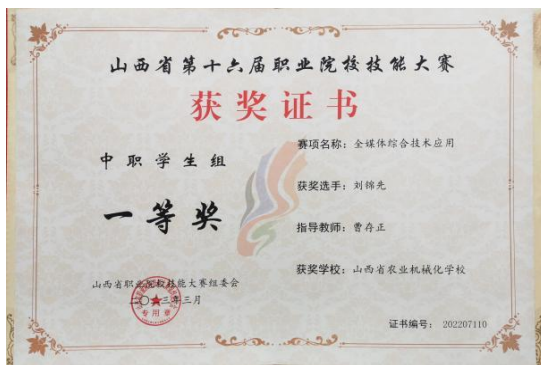 山西省第十六届职业院校技能大赛
获奖证书
中职学生组
一等奖
赛项名称：全媒体综合技术应用
获奖选手：刘锦先
指导教师：曹存正
获奖学校：山西省农业机械化学校
山西省职业院校技能大赛组委会
二〇二三年三月
专用章
证书编号：202207110